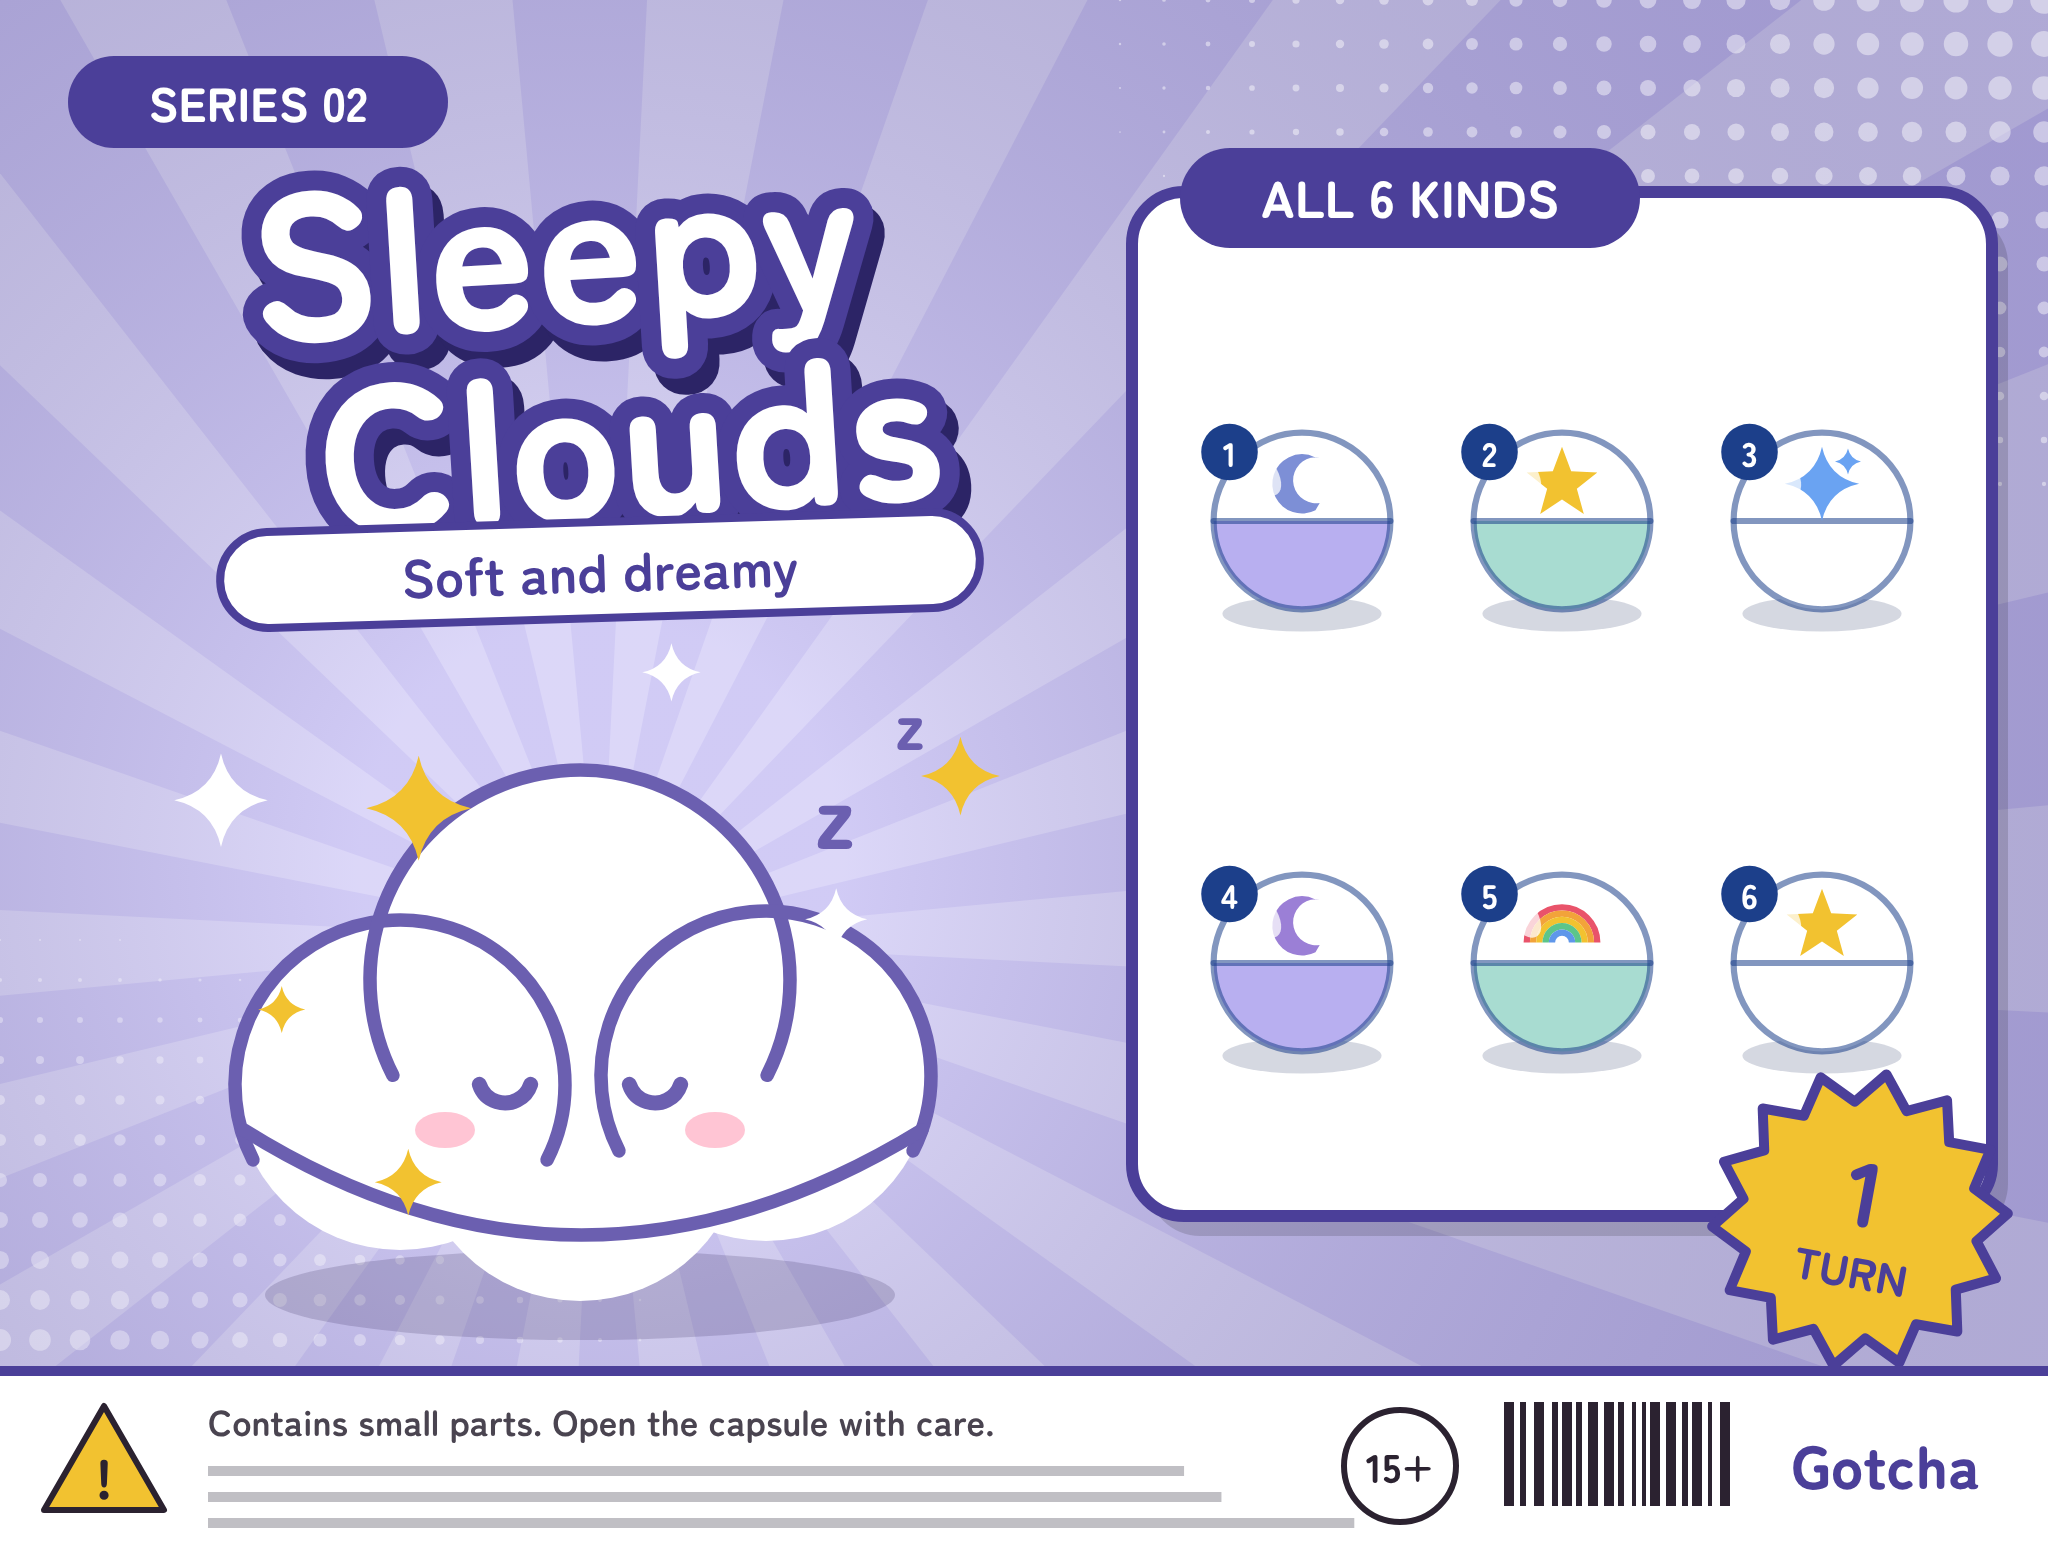 SERIES 02
Sleepy
Clouds
Soft and dreamy
z
z
ALL 6 KINDS
1
2
3
4
5
6
1
TURN
!
Contains small parts. Open the capsule with care.
15+
Gotcha